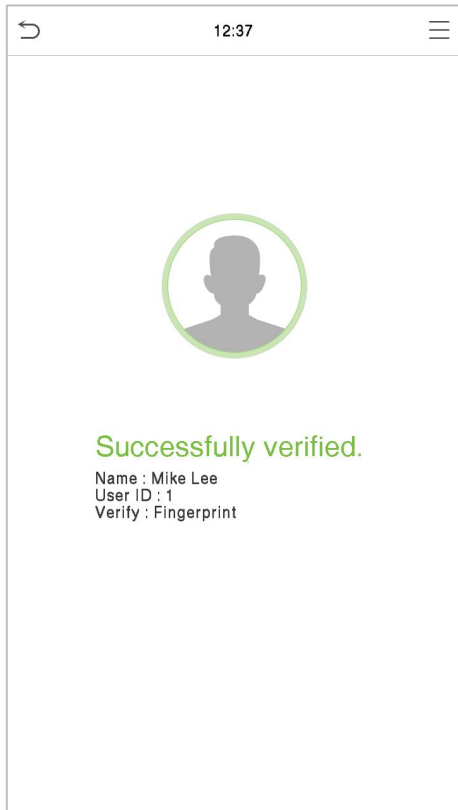 12:37
Successfully verified.
Name : Mike Lee
User ID : 1
Verify : Fingerprint